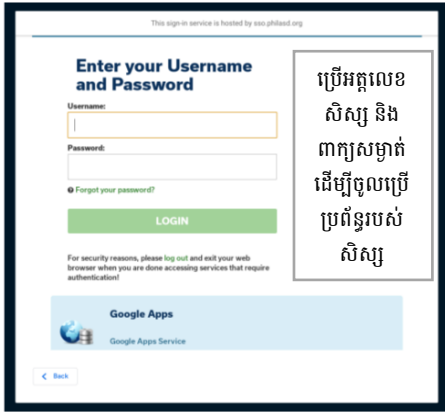 This sign-in service is hosted by sso.philasd.org
Enter your Username
and Password
Username:
Password:
Forgot your password?
LOGIN
For security reasons, please log out and exit your web
browser when you are done accessing services that require
authentication!
Google Apps
Google Apps Service
Back
ប្រើអត្តលេខ
សិស្ស និង
ពាក្យសម្ងាត់
ដើម្បីចូលប្រើ
ប្រព័ន្ធរបស់
សិស្ស